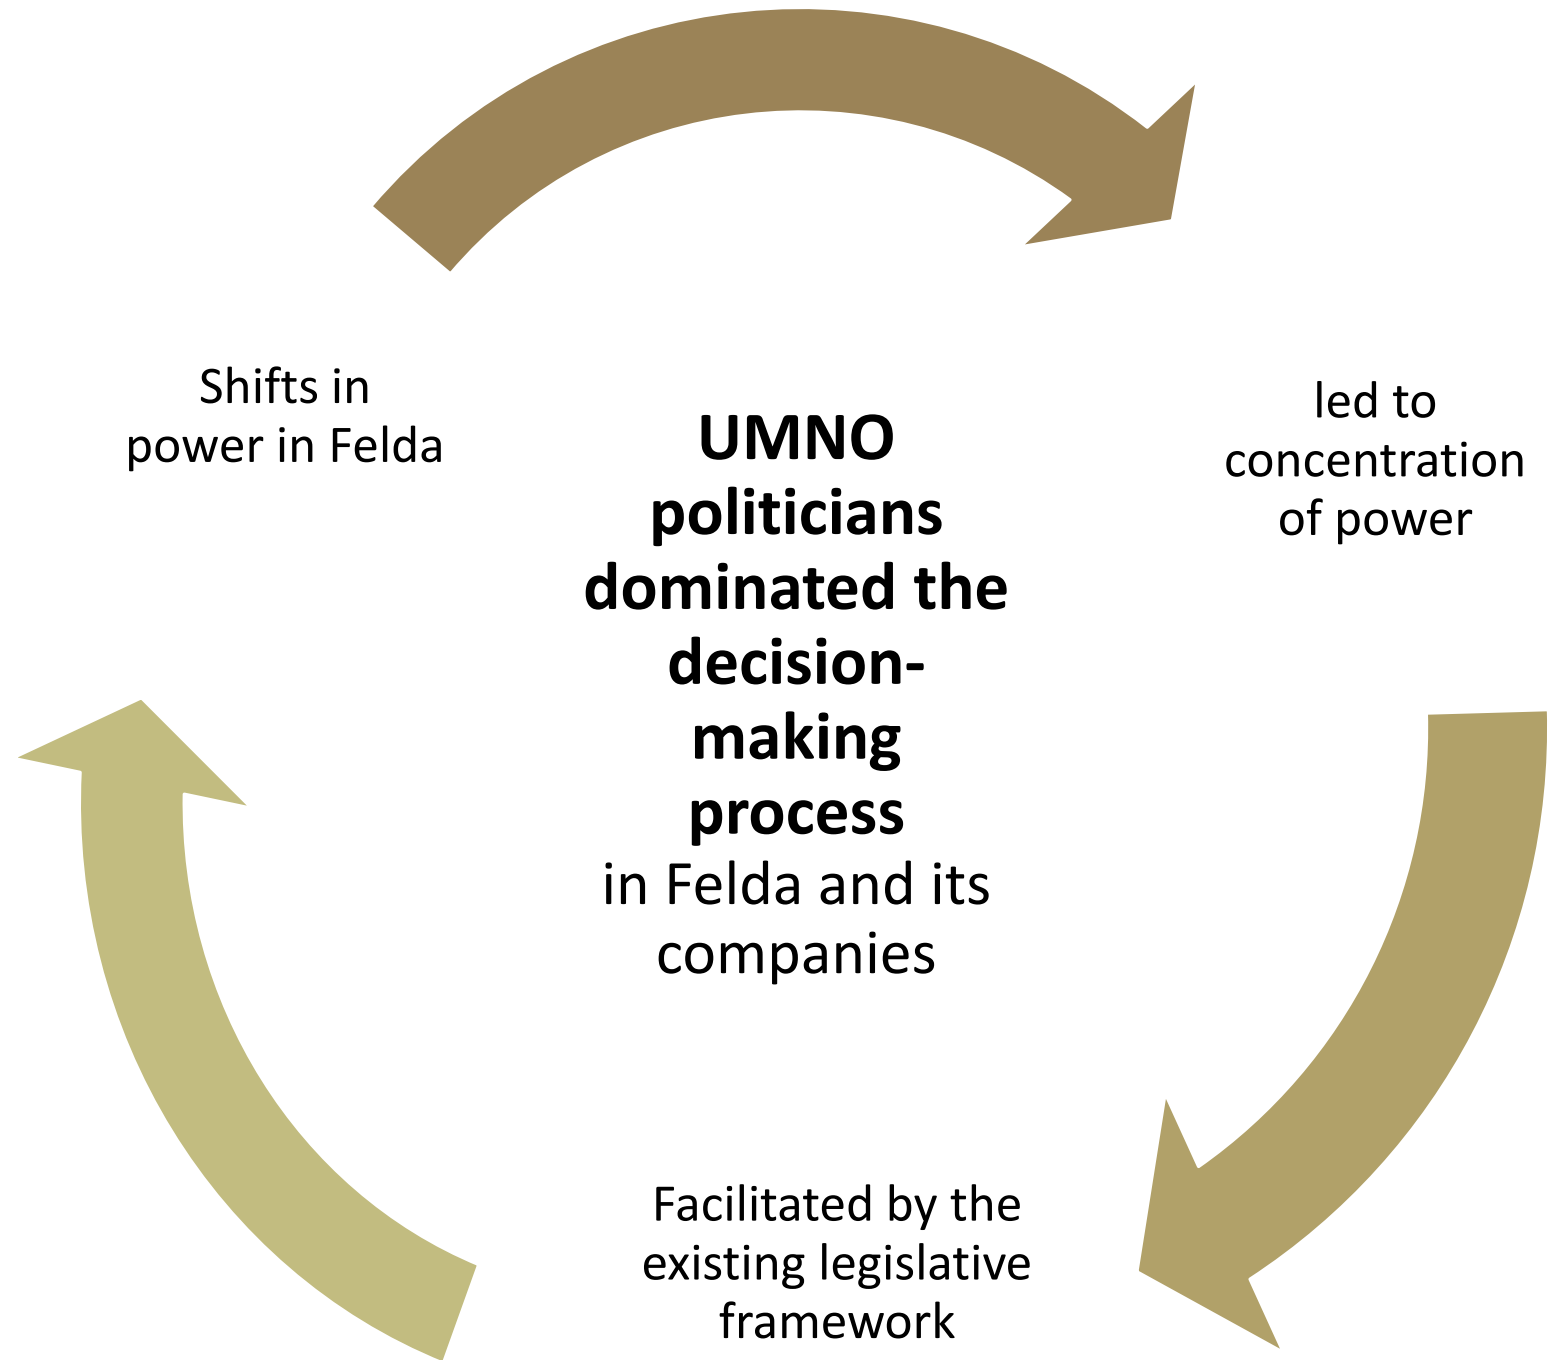 Shifts in
power in Felda
led to
concentration
of power
UMNO
politicians
dominated the
decision-
making
process
in Felda and its
companies
Facilitated by the
existing legislative
framework